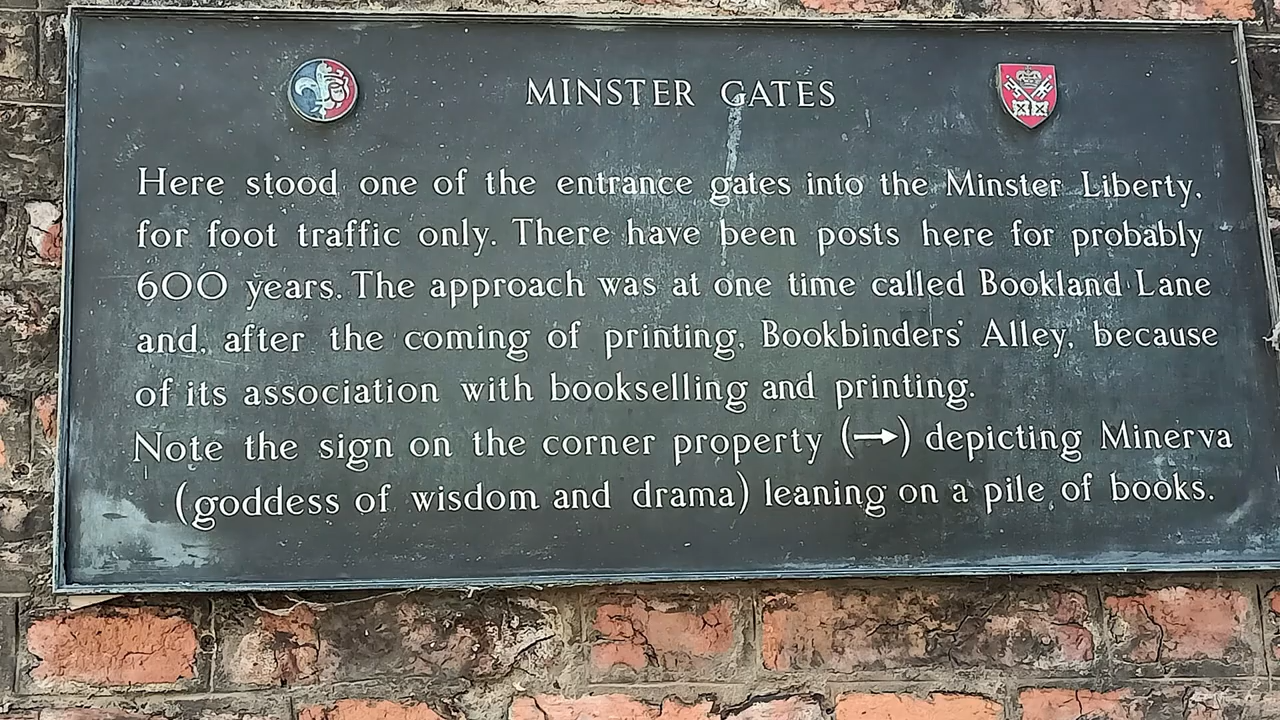 MINSTER GATES
Here stood one of the entrance gates into the Minster Liberty,
for foot traffic only. There have been posts here for probably
600 years. The approach was at one time called Bookland Lane
and, after the coming of printing, Bookbinders' Alley, because
of its association with bookselling and printing.
Note the sign on the corner property (→) depicting Minerva
(goddess of wisdom and drama) leaning on a pile of books.